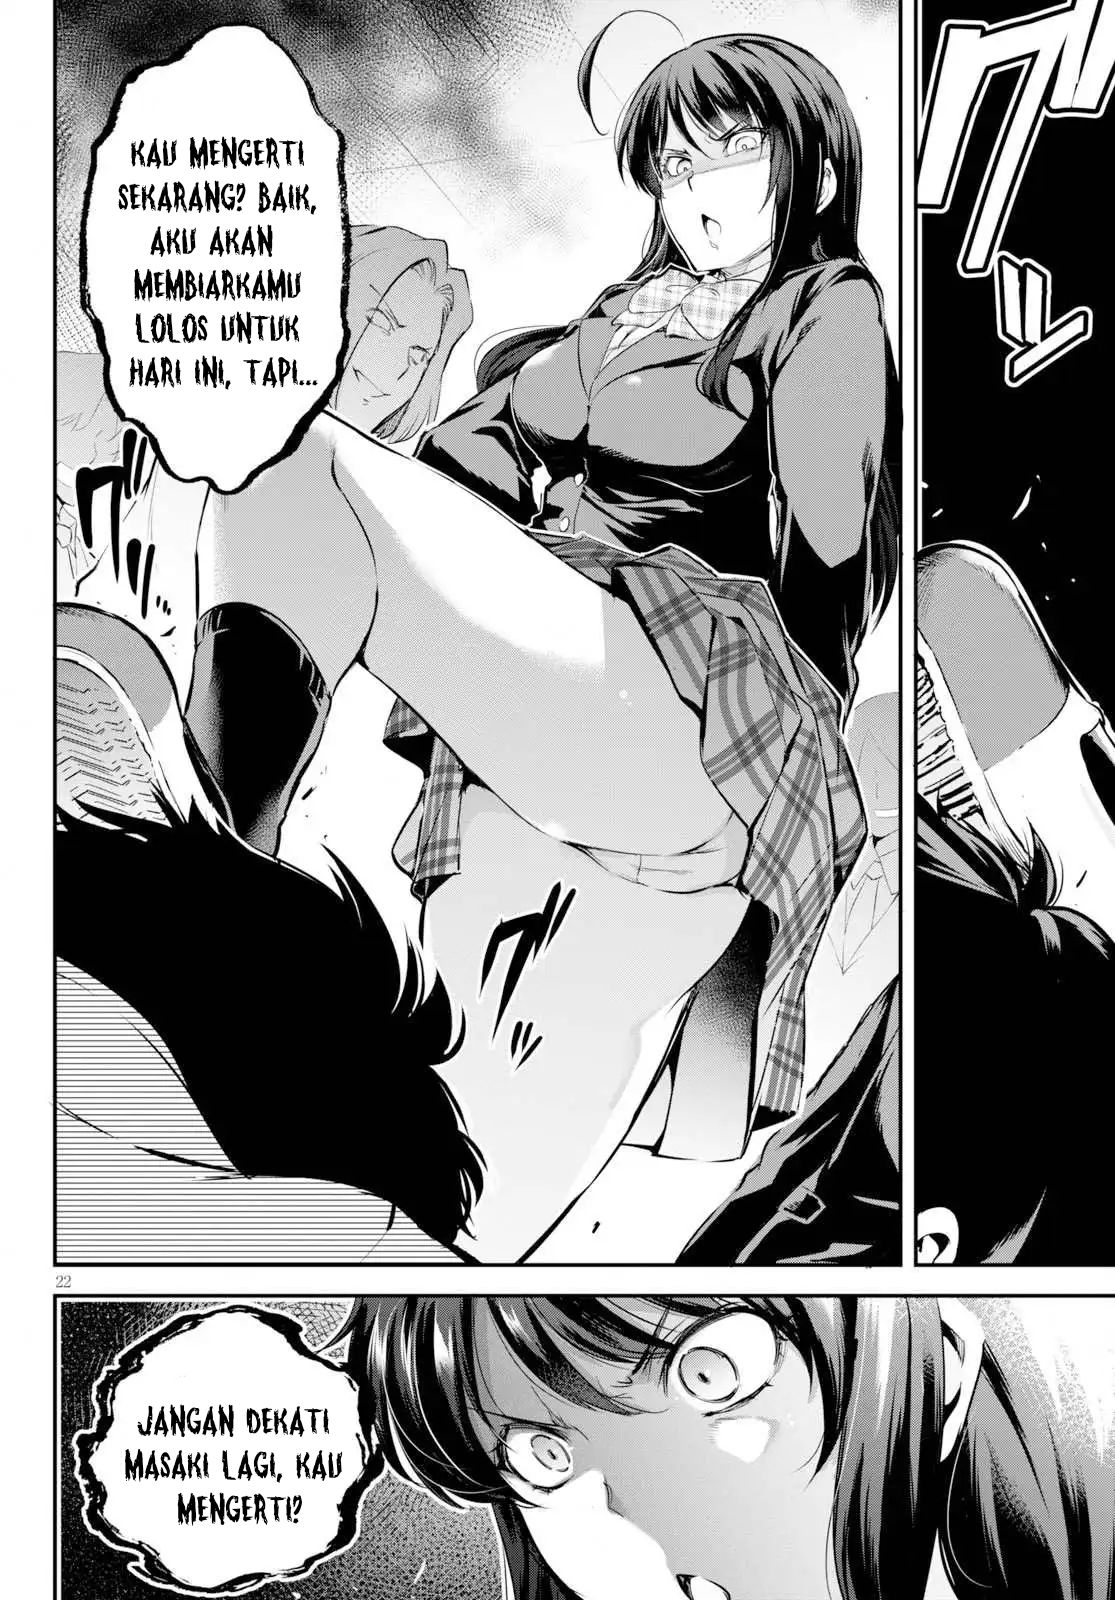 KAU MENGERTI
SEKARANG? BAIK,
AKU AKAN
MEMBIARKAMU
LOLOS UNTUK
HARI INI, TAPI...
22
JANGAN DEKATI
MASAKI LAGI, KAU
MENGERTI?